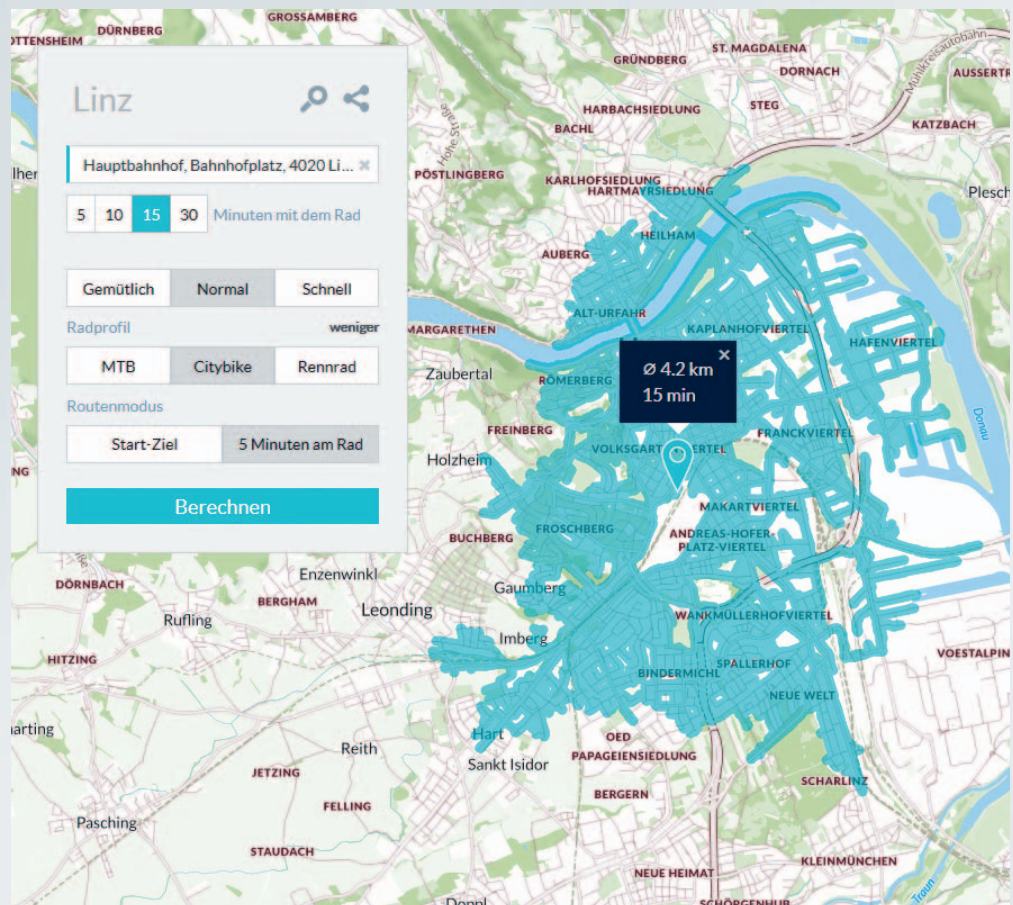 GROSSAMBERG
DÜRNBERG
OTTENSHEIM
ST. MAGDALENA
GRÜNDBERG
DORNACH
Mühlkreisautobahn
Linz
HARBACHSIEDLUNG
STEG
Hohe Straße
BACHL
KATZBACH
Hauptbahnhof, Bahnhofplatz, 4020 Li... ×
PÖSTLINGBERG
KARLHOFSIEDLUNG
HARTMAYRSIEDLUNG
5 10 15 30 Minuten mit dem Rad
HEILHAM
AUBERG
Gemütlich Normal Schnell
ALT-URFAHR
Radprofil weniger
MARGARETHEN
KAPLANHOFVIERTEL
HAFENVIERTEL
MTB Citybike Rennrad
Zaubertal
RÖMERBERG
Ø 4.2 km ×
15 min
Routenmodus
Donau
FREINBERG
FRANCKVIERTEL
Start-Ziel 5 Minuten am Rad
Holzheim
Berechnen
MAKARTVIERTEL
FROSCHBERG
ANDREAS-HOFER-
PLATZ-VIERTEL
BUCHBERG
Enzenwinkl
DÖRNBACH
Gaumberg
BERGHAM
Leonding
Rufling
WANKMÜLLERHOFVIERTEL
Imberg
HITZING
SPALLERHOF
BINDERMICHL
NEUE WELT
Hart
OED
Reith
PAPAGEIENSIEDLUNG
Sankt Isidor
JETZING
SCHARLINZ
BERGERN
FELLING
Pasching
STAUDACH
KLEINMÜNCHEN
NEUE HEIMAT
Traun